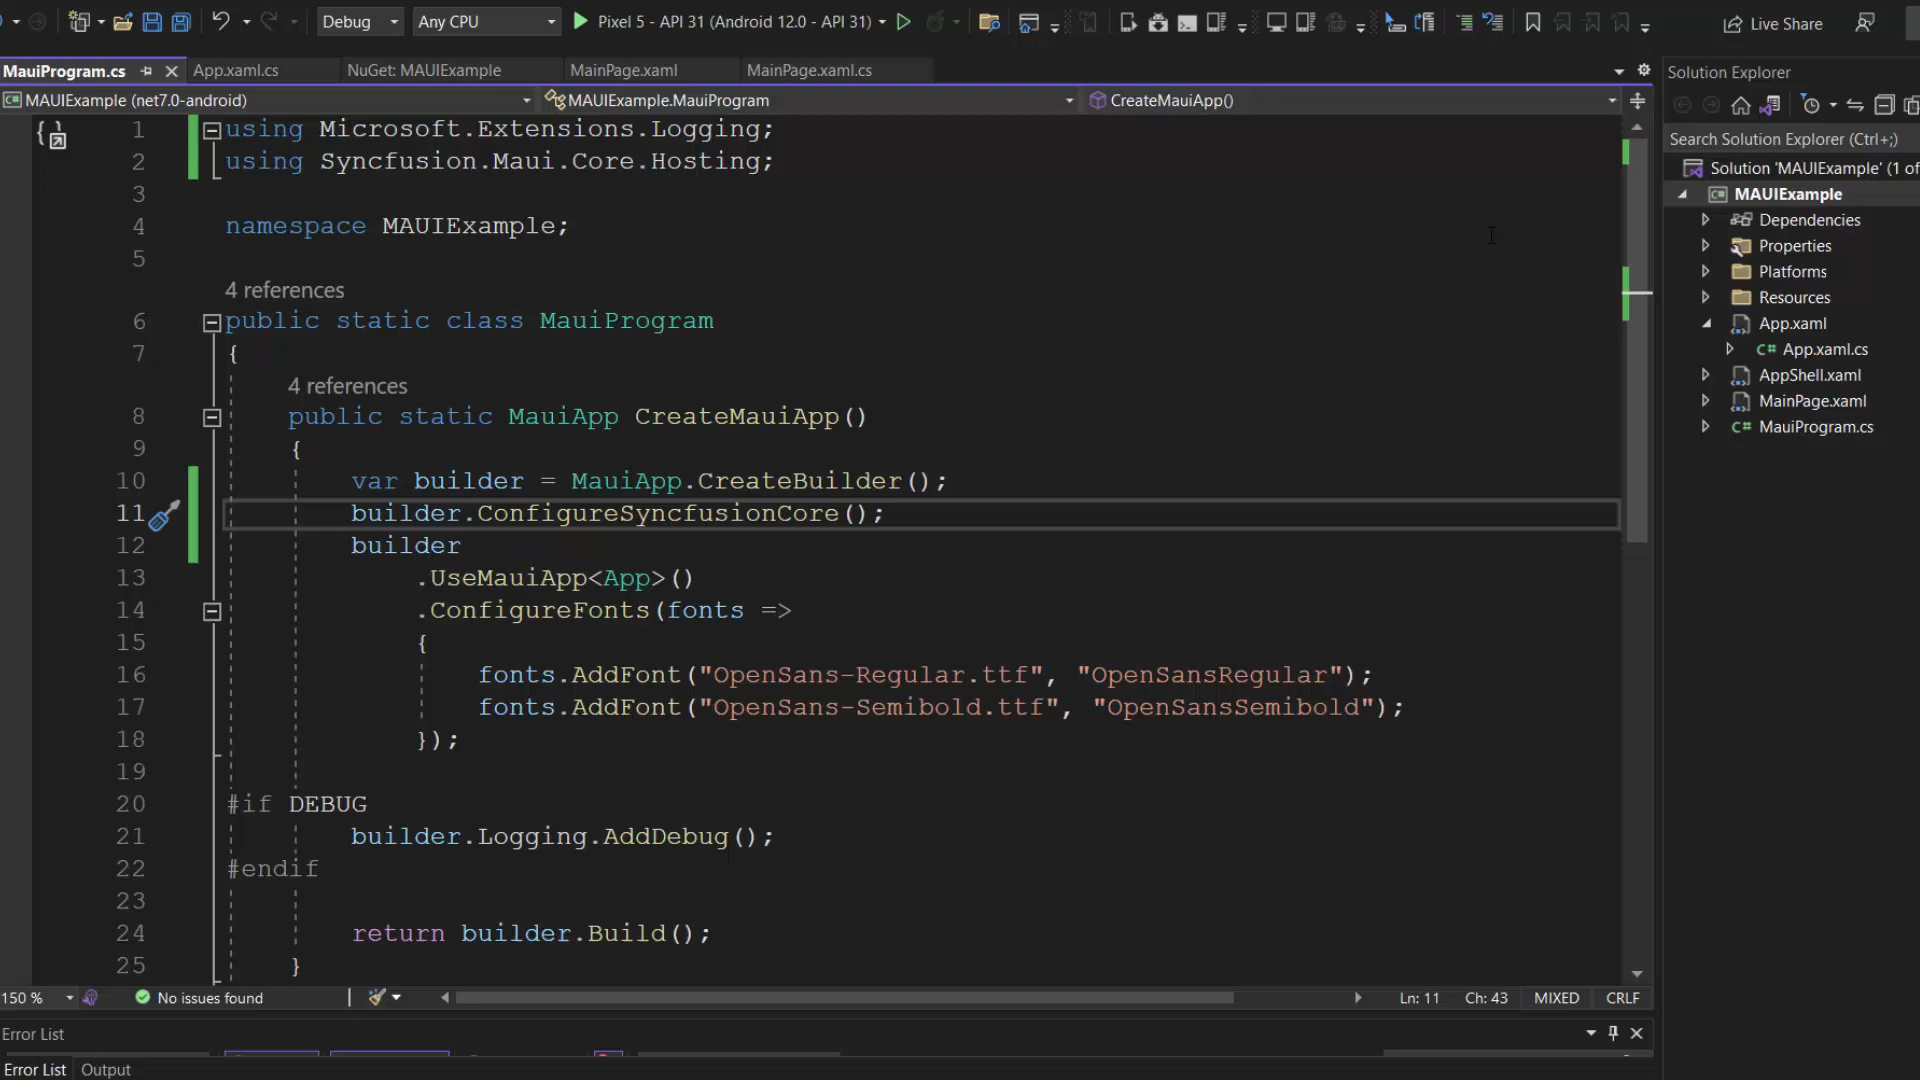 Debug
Any CPU
Pixel 5 - API 31 (Android 12.0 - API 31)
Live Share
MauiProgram.cs
App.xaml.cs
NuGet: MAUIExample
MainPage.xaml
MainPage.xaml.cs
MAUIExample (net7.0-android)
MAUIExample.MauiProgram
CreateMauiApp()
1 using Microsoft.Extensions.Logging;
2 using Syncfusion.Maui.Core.Hosting;
3
4 namespace MAUIExample;
5
4 references
6 public static class MauiProgram
7 {
4 references
8 public static MauiApp CreateMauiApp()
9 {
10 var builder = MauiApp.CreateBuilder();
11 builder.ConfigureSyncfusionCore();
12 builder
13 .UseMauiApp<App>()
14 .ConfigureFonts(fonts =>
15 {
16 fonts.AddFont("OpenSans-Regular.ttf", "OpenSansRegular");
17 fonts.AddFont("OpenSans-Semibold.ttf", "OpenSansSemibold");
18 });
19
20 #if DEBUG
21 builder.Logging.AddDebug();
22 #endif
23
24 return builder.Build();
25 }
150 %
No issues found
Ln: 11
Ch: 43
MIXED
CRLF
Error List
Error List
Output
Solution Explorer
Search Solution Explorer (Ctrl+;)
Solution 'MAUIExample' (1 of
MAUIExample
Dependencies
Properties
Platforms
Resources
App.xaml
C# App.xaml.cs
AppShell.xaml
MainPage.xaml
C# MauiProgram.cs